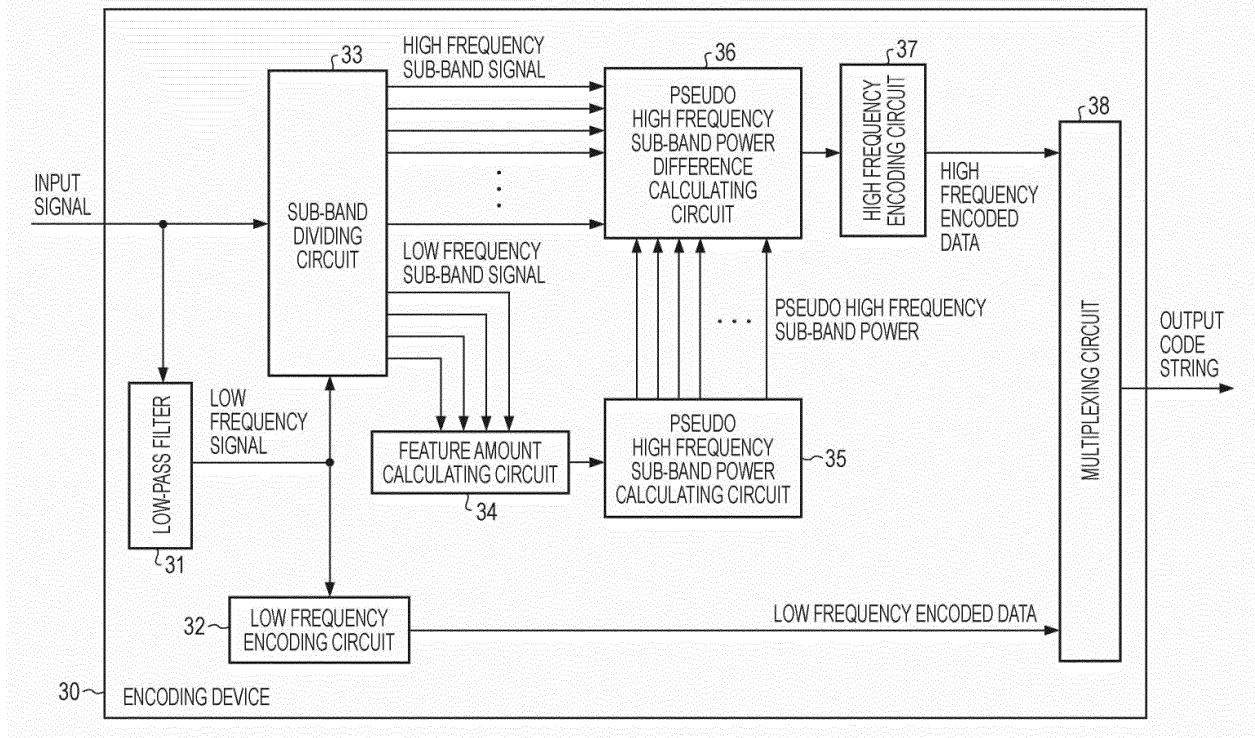 HIGH FREQUENCY
SUB-BAND SIGNAL
33
36
37
38
INPUT
SIGNAL
SUB-BAND
DIVIDING
CIRCUIT
PSEUDO
HIGH FREQUENCY
SUB-BAND POWER
DIFFERENCE
CALCULATING
CIRCUIT
HIGH FREQUENCY
ENCODING CIRCUIT
HIGH
FREQUENCY
ENCODED
DATA
LOW FREQUENCY
SUB-BAND SIGNAL
PSEUDO HIGH FREQUENCY
SUB-BAND POWER
MULTIPLEXING CIRCUIT
OUTPUT
CODE
STRING
LOW-PASS FILTER
31
LOW
FREQUENCY
SIGNAL
FEATURE AMOUNT
CALCULATING CIRCUIT
34
PSEUDO
HIGH FREQUENCY
SUB-BAND POWER
CALCULATING CIRCUIT
35
32
LOW FREQUENCY
ENCODING CIRCUIT
LOW FREQUENCY ENCODED DATA
30
ENCODING DEVICE